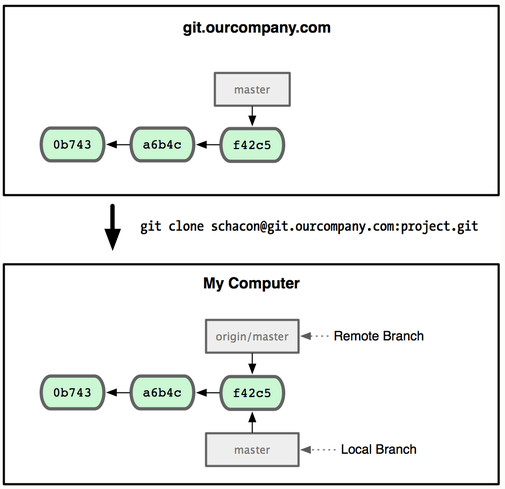 git.ourcompany.com
master
0b743 a6b4c f42c5
git clone schacon@git.ourcompany.com:project.git
My Computer
origin/master Remote Branch
0b743 a6b4c f42c5
master Local Branch